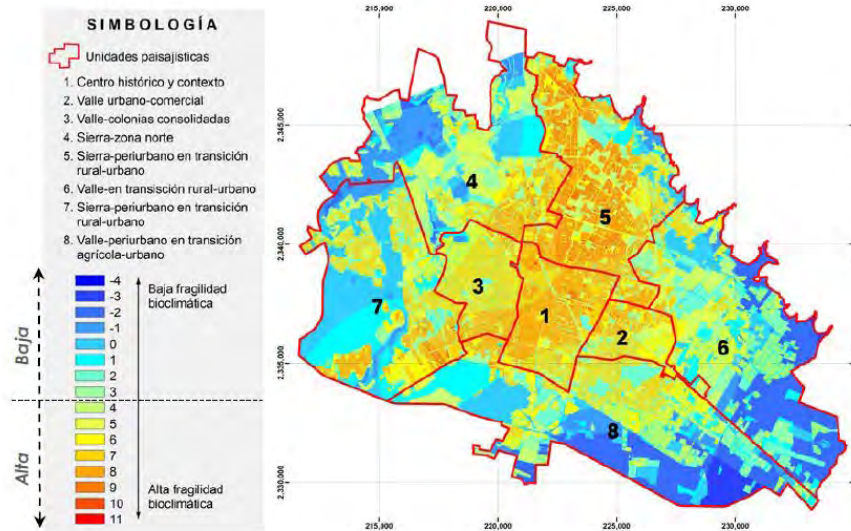 SIMBOLOGÍA
Unidades paisajísticas
1. Centro histórico y contexto
2. Valle urbano-comercial
3. Valle-colonias consolidadas
4. Sierra-zona norte
5. Sierra-periurbano en transición
rural-urbano
6. Valle-en transisción rural-urbano
7. Sierra-periurbano en transición
rural-urbano
8. Valle-periurbano en transición
agrícola-urbano
Baja
Alta
-4
-3
-2
-1
0
1
2
3
4
5
6
7
8
9
10
11
Baja fragilidad
bioclimática
Alta fragilidad
bioclimática
215,000
220,000
225,000
230,000
2,345,000
2,340,000
2,335,000
2,330,000
4
5
3
7
1
2
6
8
215,000
220,000
225,000
230,000